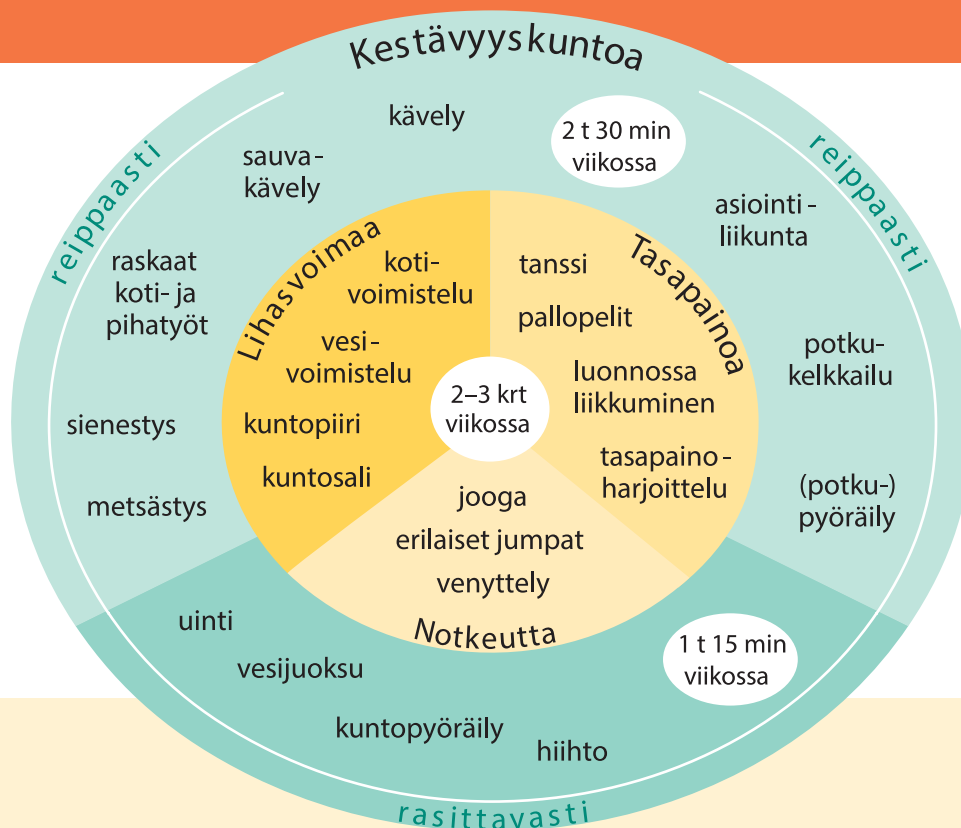 Kestävyyskuntoa
reippaasti
reippaasti
kävely
2 t 30 min
viikossa
sauva-
kävely
asiointi-
liikunta
raskaat
koti- ja
pihatyöt
potku-
kelkkailu
sienestys
metsästys
(potku-)
pyöräily
Lihasvoimaa
koti-
voimistelu
vesi-
voimistelu
kuntopiiri
kuntosali
Tasapainoa
tanssi
pallopelit
luonnossa
liikkuminen
tasapaino-
harjoittelu
2–3 krt
viikossa
jooga
erilaiset jumpat
venyttely
Notkeutta
uinti
vesijuoksu
kuntopyöräily
hiihto
1 t 15 min
viikossa
rasittavasti